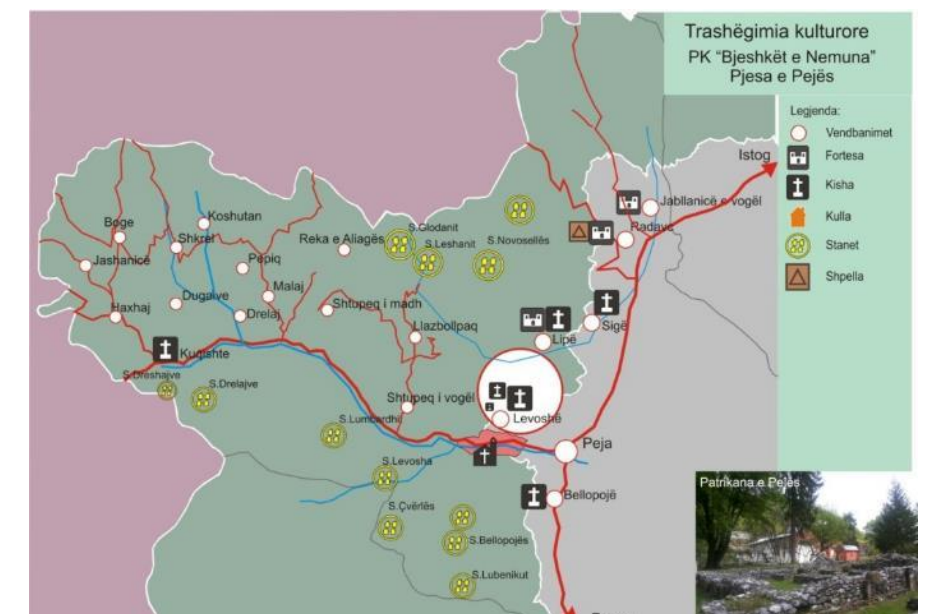 Trashëgimia kulturore
PK “Bjeshkët e Nemuna”
Pjesa e Pejës
Legjenda:
Vendbanimet
Fortesa
Kisha
Kulla
Stanet
Shpella
Istog
Jabllanicë e vogël
Radavc
Koshutan
Boge
Shkrel
Reka e Aliagës
S.Glodanit
S.Leshanit
S.Novosellës
Jashanicë
Pepiq
Malaj
Dugaive
Haxhaj
Drelaj
Shtupeq i madh
Llazbollpaq
Sigë
Lipë
Kuqishte
S.Dreshajve
S.Drelajve
Shtupeq i vogël
Levoshë
S.Lumbardhi
Peja
S.Levosha
Patrikana e Pejës
Bellopojë
S.Çvërlës
S.Bellopojës
S.Lubenikut